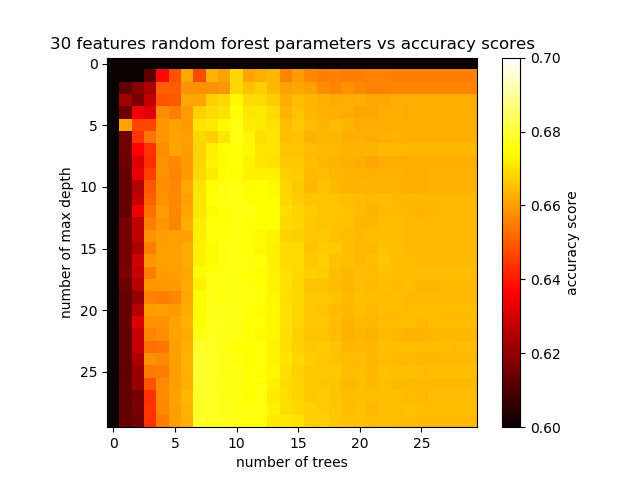 30 features random forest parameters vs accuracy scores
0
5
10
15
20
25
number of max depth
0 5 10 15 20 25
number of trees
0.70
0.68
0.66
0.64
0.62
0.60
accuracy score